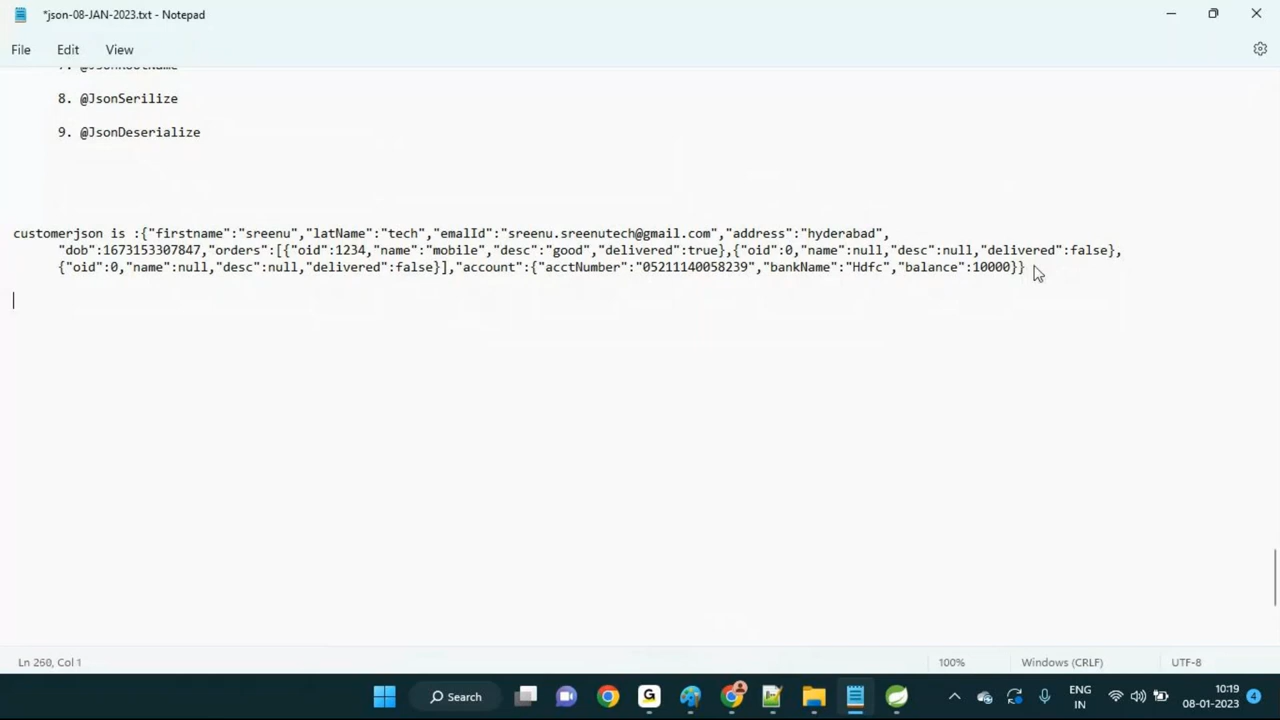 *json-08-JAN-2023.txt - Notepad
File Edit View
8. @JsonSerilize
9. @JsonDeserialize
customerjson is :{"firstname":"sreenu","latName":"tech","emalId":"sreenu.sreenutech@gmail.com","address":"hyderabad",
"dob":1673153307847,"orders":[{"oid":1234,"name":"mobile","desc":"good","delivered":true},{"oid":0,"name":null,"desc":null,"delivered":false},
{"oid":0,"name":null,"desc":null,"delivered":false}],"account":{"acctNumber":"05211140058239","bankName":"Hdfc","balance":10000}}
Ln 260, Col 1 100% Windows (CRLF) UTF-8
Search
ENG
IN
10:19
08-01-2023
4